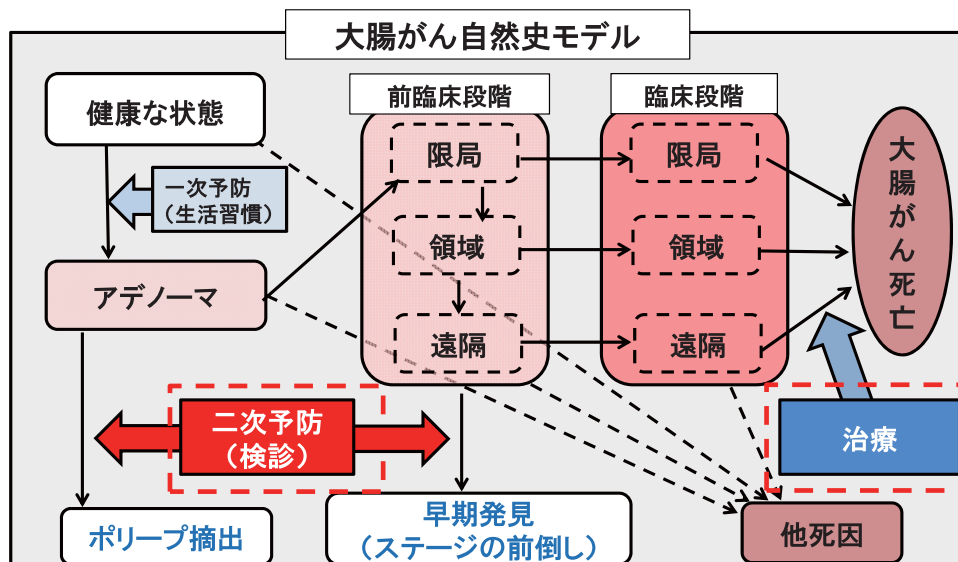 大腸がん自然史モデル
健康な状態
一次予防
（生活習慣）
アデノーマ
前臨床段階
限局
領域
遠隔
臨床段階
限局
領域
遠隔
大腸がん死亡
二次予防
（検診）
治療
ポリープ摘出
早期発見
（ステージの前倒し）
他死因